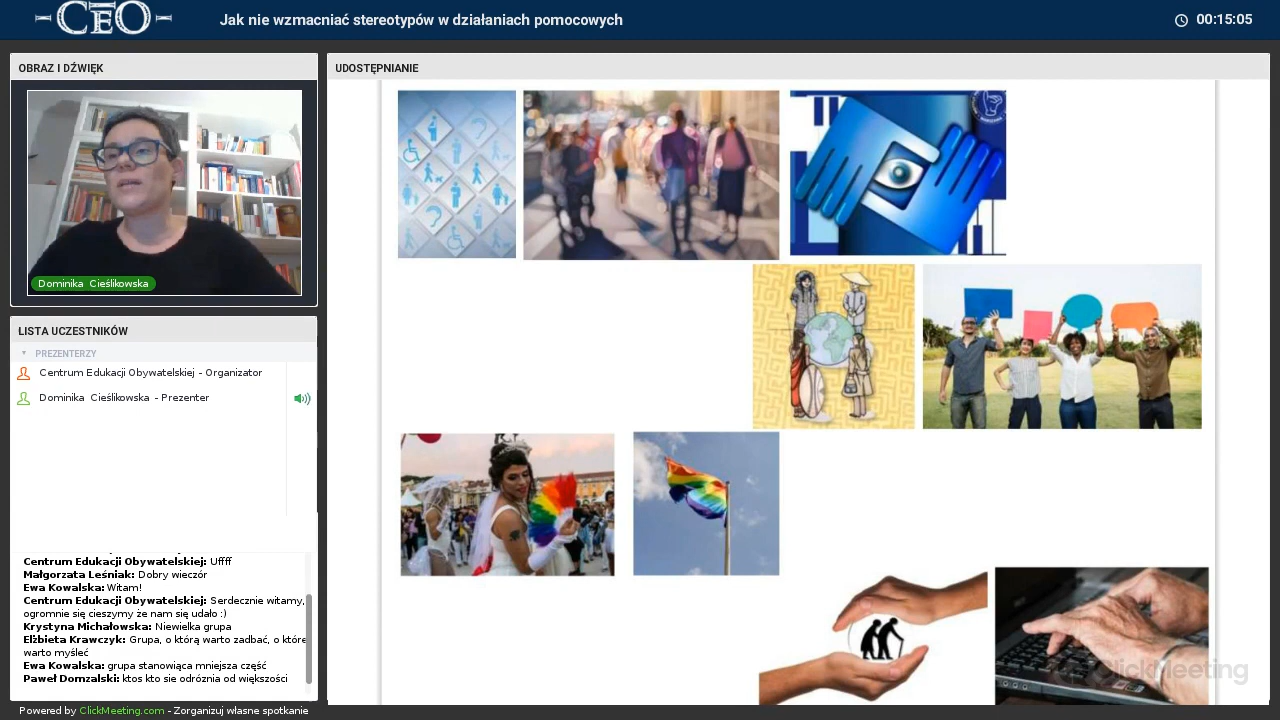 CEO
Jak nie wzmacniać stereotypów w działaniach pomocowych
00:15:05
OBRAZ I DŹWIĘK
Dominika Cieślikowska
LISTA UCZESTNIKÓW
PREZENTERZY
Centrum Edukacji Obywatelskiej - Organizator
Dominika Cieślikowska - Prezenter
Centrum Edukacji Obywatelskiej: Uffff
Małgorzata Leśniak: Dobry wieczór
Ewa Kowalska: Witam!
Centrum Edukacji Obywatelskiej: Serdecznie witamy,
ogromnie się cieszymy że nam się udało :)
Krystyna Michałowska: Niewielka grupa
Elżbieta Krawczyk: Grupa, o którą warto zadbać, o które
warto myśleć
Ewa Kowalska: grupa stanowiąca mniejsza część
Paweł Domzalski: ktos kto sie odróznia od większości
Powered by ClickMeeting.com - Zorganizuj własne spotkanie
UDOSTĘPNIANIE
ClickMeeting